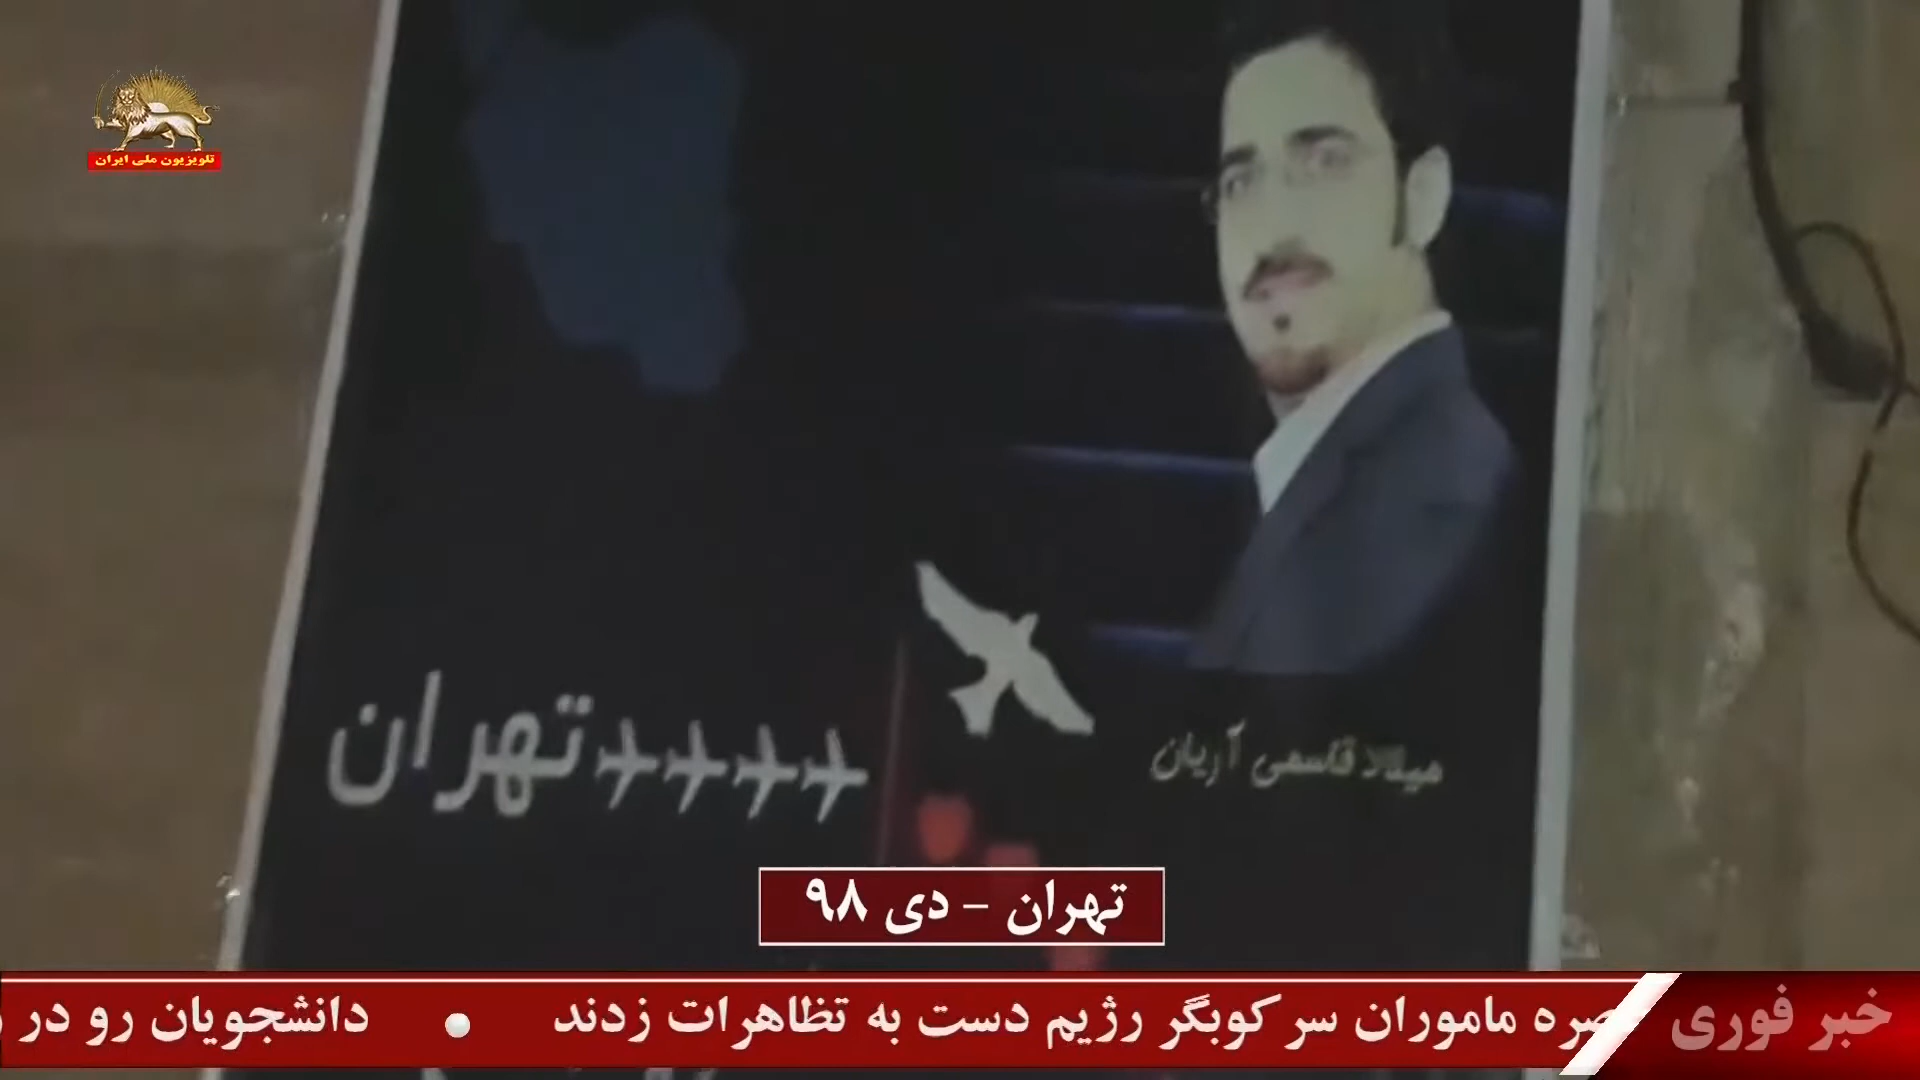 تلویزیون ملی ایران
میلاد قاسمی آریان
تهران
تهران - دی ۹۸
خبر فوری
صره ماموران سرکوبگر رژیم دست به تظاهرات زدند • دانشجویان رو در